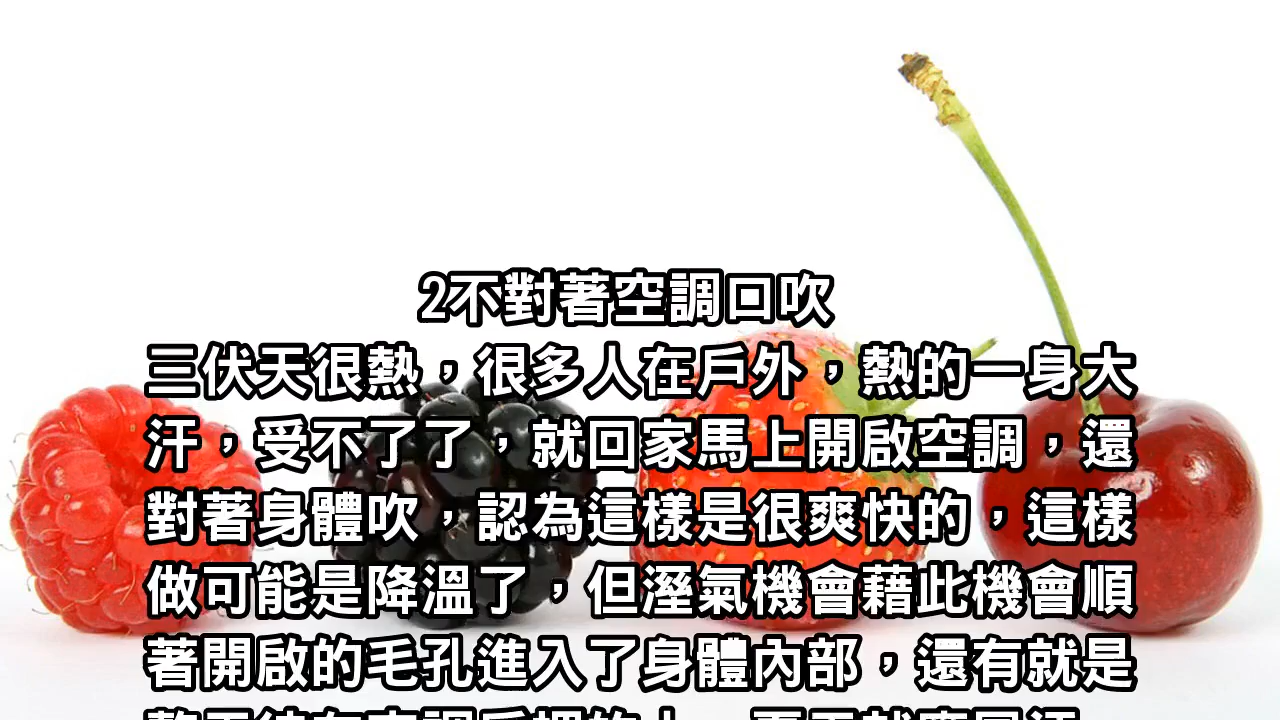 2不對著空調口吹
三伏天很熱，很多人在戶外，熱的一身大
汗，受不了了，就回家馬上開啟空調，還
對著身體吹，認為這樣是很爽快的，這樣
做可能是降溫了，但溼氣機會藉此機會順
著開啟的毛孔進入了身體內部，還有就是